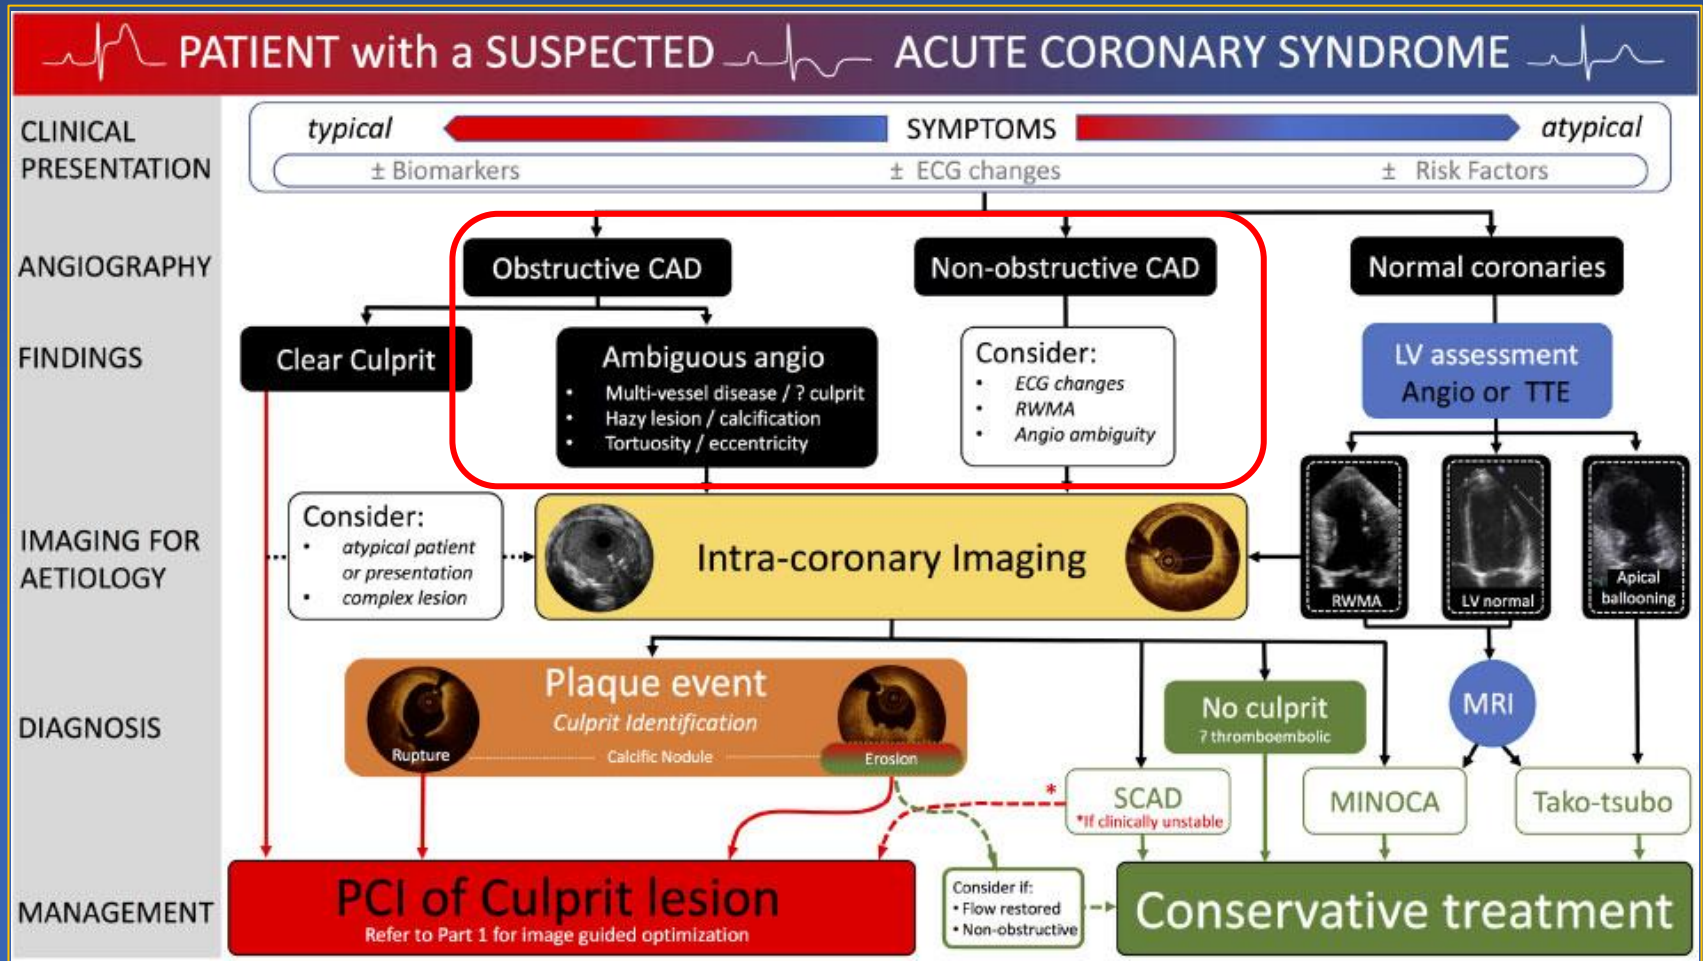 PATIENT with a SUSPECTED ACUTE CORONARY SYNDROME
CLINICAL
PRESENTATION
typical SYMPTOMS atypical
± Biomarkers ± ECG changes ± Risk Factors
ANGIOGRAPHY
Obstructive CAD
Non-obstructive CAD
Normal coronaries
FINDINGS
Clear Culprit
Ambiguous angio
• Multi-vessel disease / ? culprit
• Hazy lesion / calcification
• Tortuosity / eccentricity
Consider:
• ECG changes
• RWMA
• Angio ambiguity
LV assessment
Angio or TTE
IMAGING FOR
AETIOLOGY
Consider:
• atypical patient
or presentation
• complex lesion
Intra-coronary Imaging
RWMA
LV normal
Apical
ballooning
DIAGNOSIS
Plaque event
Culprit Identification
Rupture
Calcific Nodule
Erosion
No culprit
? thromboembolic
MRI
*
SCAD
*If clinically unstable
MINOCA
Tako-tsubo
MANAGEMENT
PCI of Culprit lesion
Refer to Part 1 for image guided optimization
Consider if:
• Flow restored
• Non-obstructive
Conservative treatment